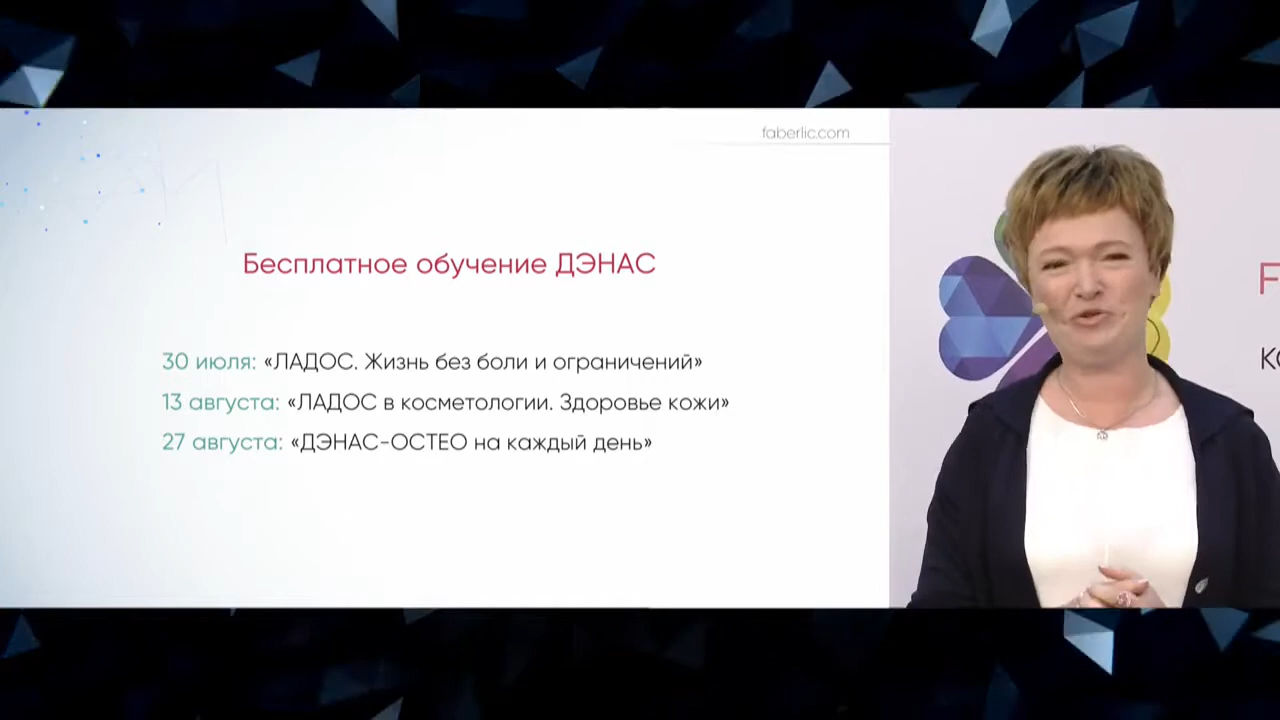 faberlic.com
Бесплатное обучение ДЭНАС
30 июля: «ЛАДОС. Жизнь без боли и ограничений»
13 августа: «ЛАДОС в косметологии. Здоровье кожи»
27 августа: «ДЭНАС-ОСТЕО на каждый день»